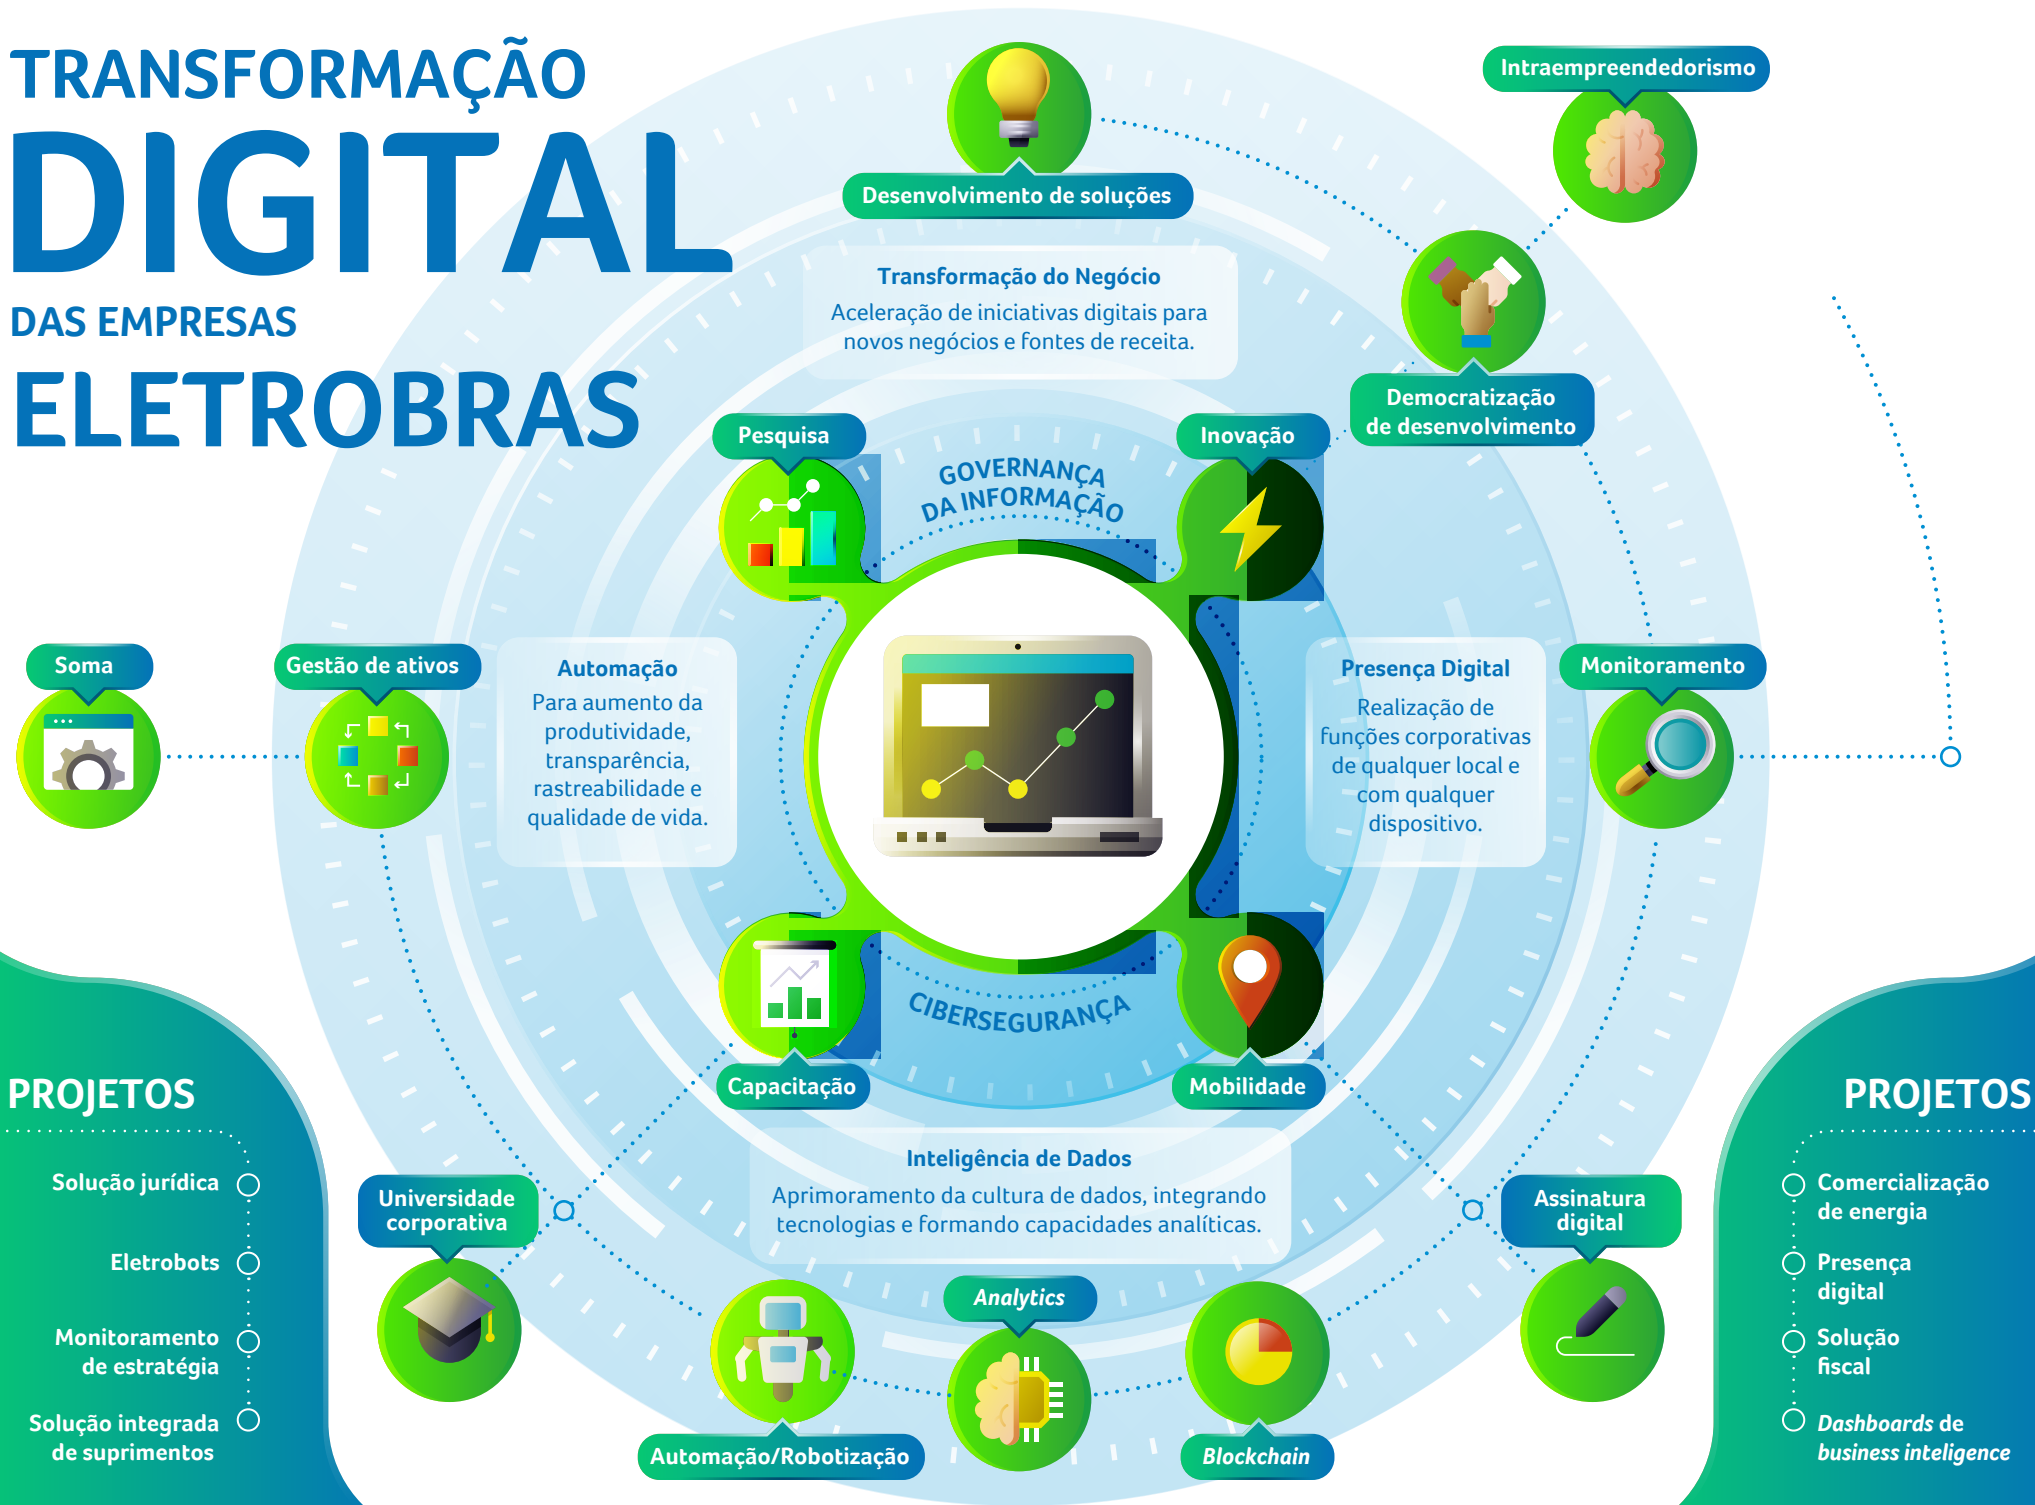 TRANSFORMAÇÃO
DIGITAL
DAS EMPRESAS
ELETROBRAS
Intraempreendedorismo
Desenvolvimento de soluções
Transformação do Negócio
Aceleração de iniciativas digitais para
novos negócios e fontes de receita.
Democratização
de desenvolvimento
Pesquisa
Inovação
GOVERNANÇA
DA INFORMAÇÃO
Soma
Gestão de ativos
Automação
Para aumento da
produtividade,
transparência,
rastreabilidade e
qualidade de vida.
Presença Digital
Realização de
funções corporativas
de qualquer local e
com qualquer
dispositivo.
Monitoramento
CIBERSEGURANÇA
Capacitação
Mobilidade
Inteligência de Dados
Aprimoramento da cultura de dados, integrando
tecnologias e formando capacidades analíticas.
Universidade
corporativa
Assinatura
digital
Automação/Robotização
Analytics
Blockchain
PROJETOS
Solução jurídica
Eletrobots
Monitoramento
de estratégia
Solução integrada
de suprimentos
PROJETOS
Comercialização
de energia
Presença
digital
Solução
fiscal
Dashboards de
business inteligence